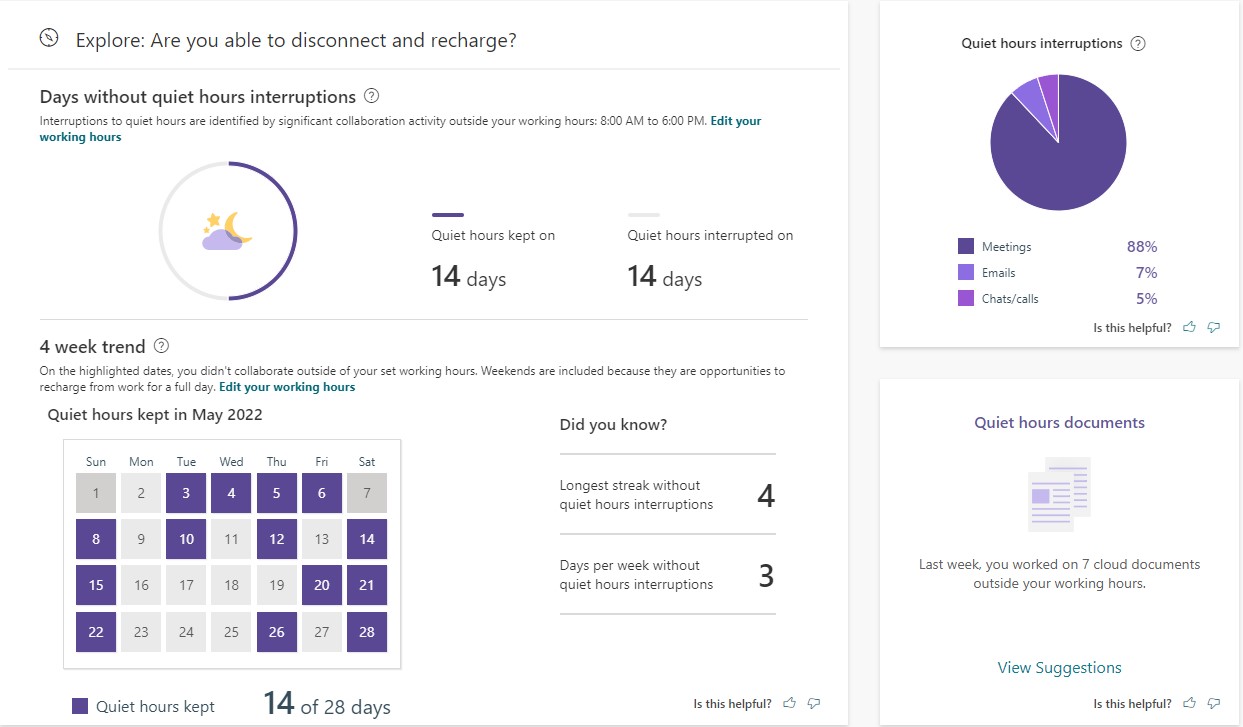 Explore: Are you able to disconnect and recharge?
Days without quiet hours interruptions ?
Interruptions to quiet hours are identified by significant collaboration activity outside your working hours: 8:00 AM to 6:00 PM. Edit your
working hours
Quiet hours kept on
14 days
Quiet hours interrupted on
14 days
4 week trend ?
On the highlighted dates, you didn't collaborate outside of your set working hours. Weekends are included because they are opportunities to
recharge from work for a full day. Edit your working hours
Quiet hours kept in May 2022
Sun Mon Tue Wed Thu Fri Sat
1 2 3 4 5 6 7
8 9 10 11 12 13 14
15 16 17 18 19 20 21
22 23 24 25 26 27 28
Quiet hours kept 14 of 28 days
Did you know?
Longest streak without
quiet hours interruptions
4
Days per week without
quiet hours interruptions
3
Is this helpful?
Quiet hours interruptions ?
Meetings 88%
Emails 7%
Chats/calls 5%
Is this helpful?
Quiet hours documents
Last week, you worked on 7 cloud documents
outside your working hours.
View Suggestions
Is this helpful?